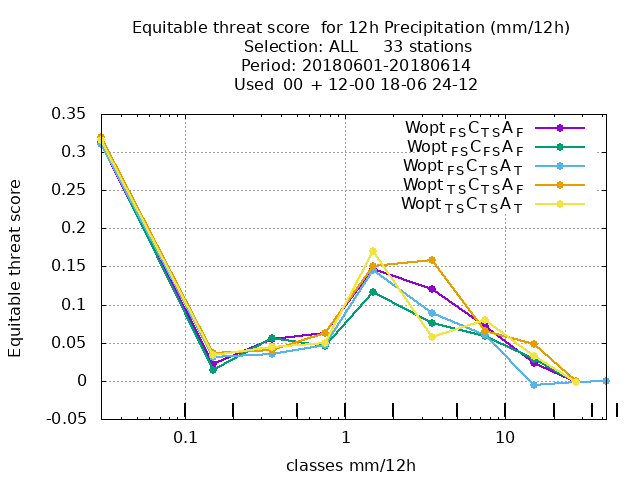 Equitable threat score  for 12h Precipitation (mm/12h)
Selection: ALL     33 stations
Period: 20180601-20180614
Used  00  + 12-00 18-06 24-12
0.35
0.3
0.25
0.2
0.15
0.1
0.05
0
-0.05
Equitable threat score
Wopt FS C TS A F
Wopt FS C FS A F
Wopt FS C TS A T
Wopt TS C TS A F
Wopt TS C TS A T
0.1 1 10
classes mm/12h